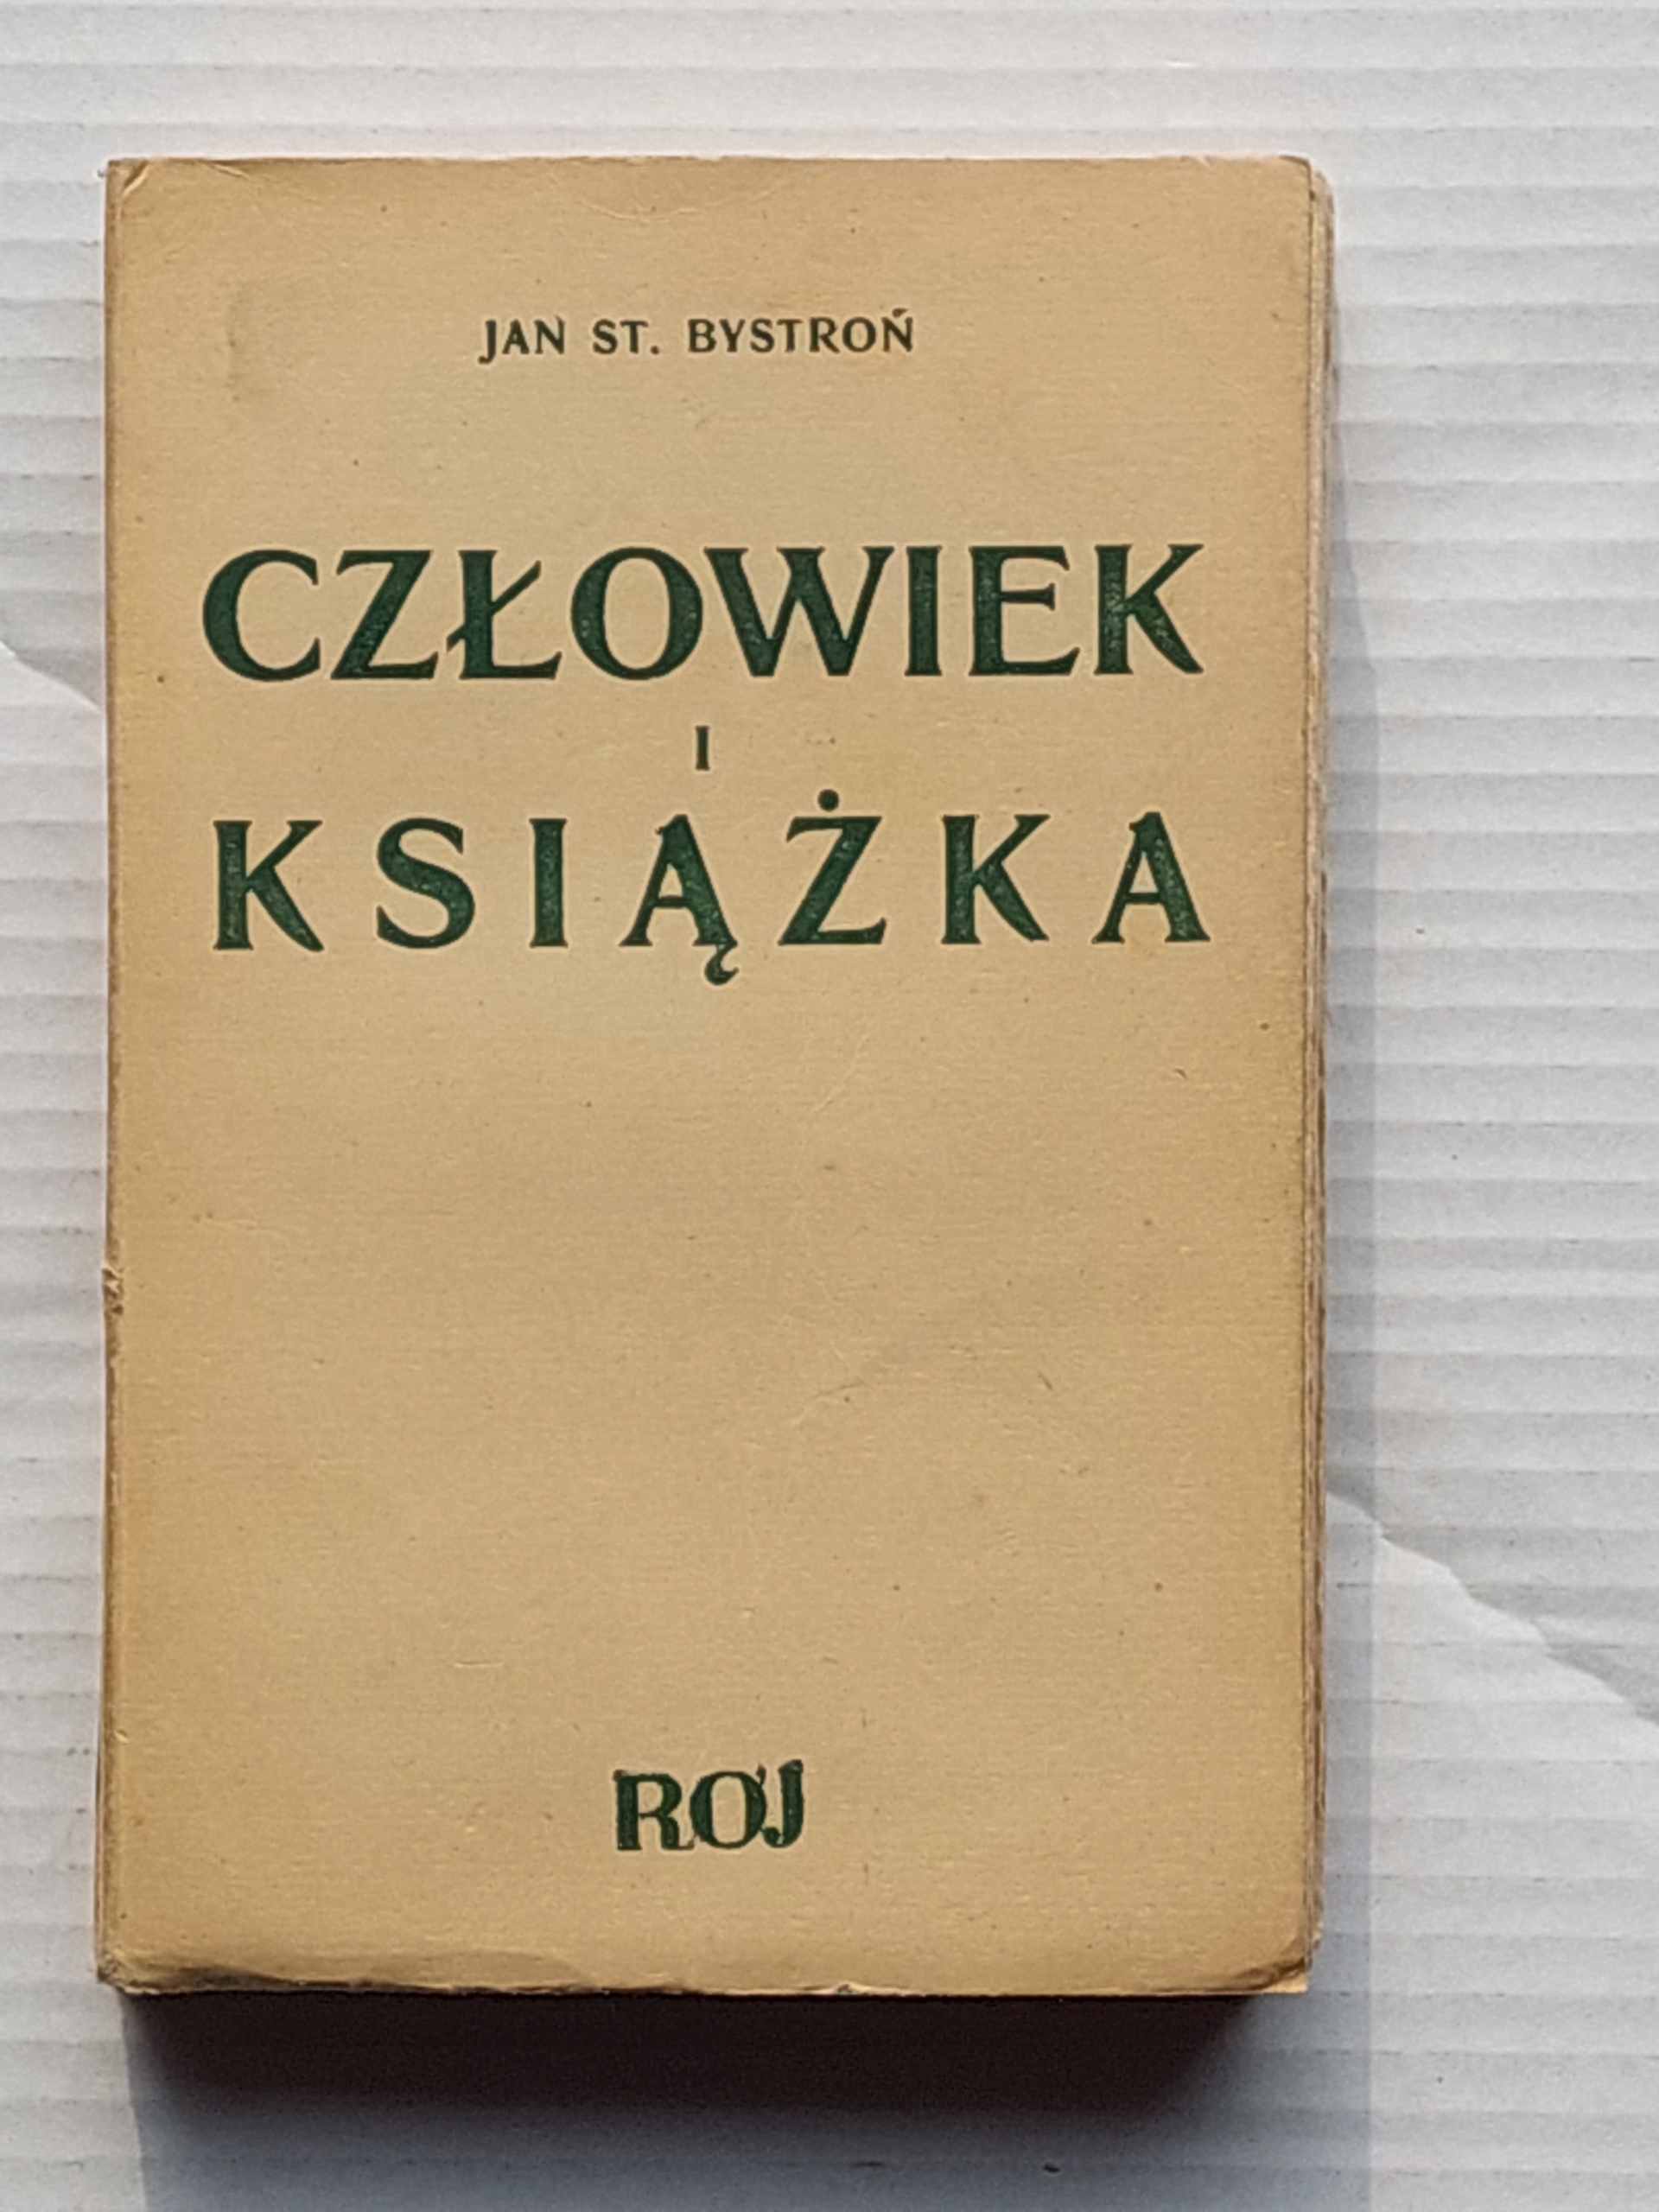 JAN ST. BYSTROŃ
CZŁOWIEK
I
KSIĄŻKA
RÓJ